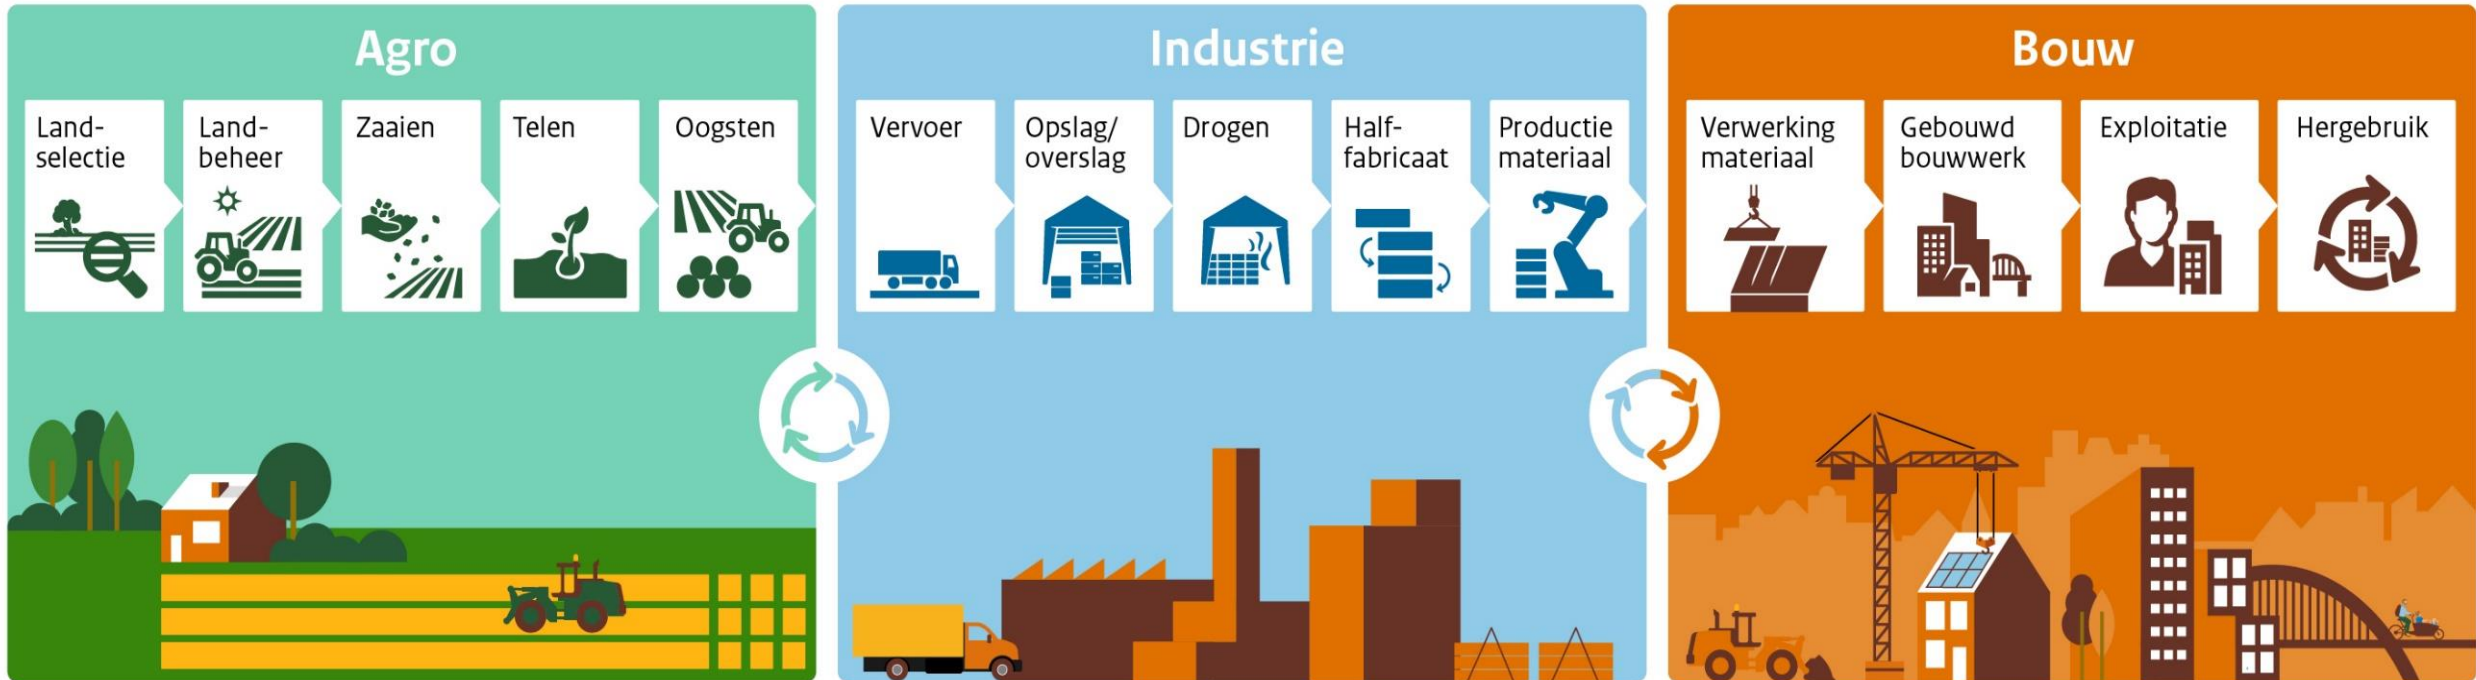 Agro
Land-
selectie
Land-
beheer
Zaaien
Telen
Oogsten
Industrie
Vervoer
Opslag/
overslag
Drogen
Half-
fabricaat
Productie
materiaal
Bouw
Verwerking
materiaal
Gebouwd
bouwwerk
Exploitatie
Hergebruik